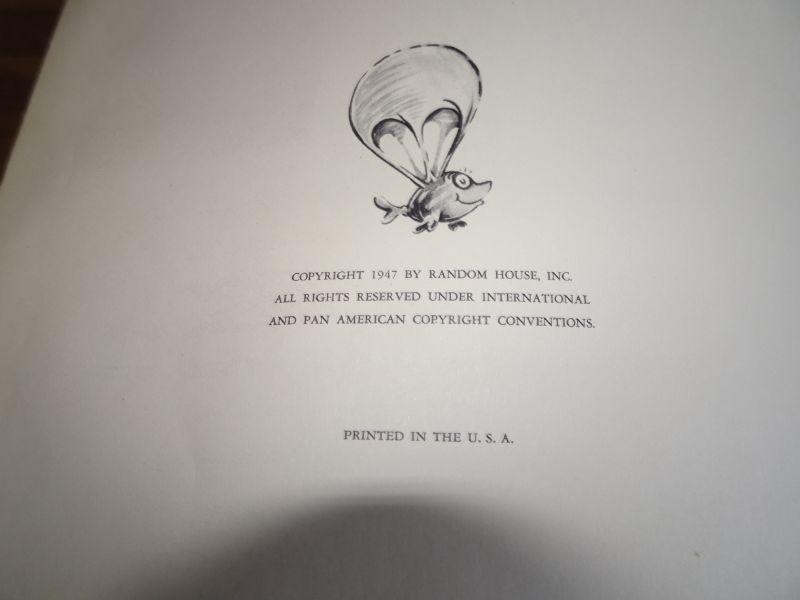 COPYRIGHT 1947 BY RANDOM HOUSE, INC.
ALL RIGHTS RESERVED UNDER INTERNATIONAL
AND PAN AMERICAN COPYRIGHT CONVENTIONS.
PRINTED IN THE U. S. A.